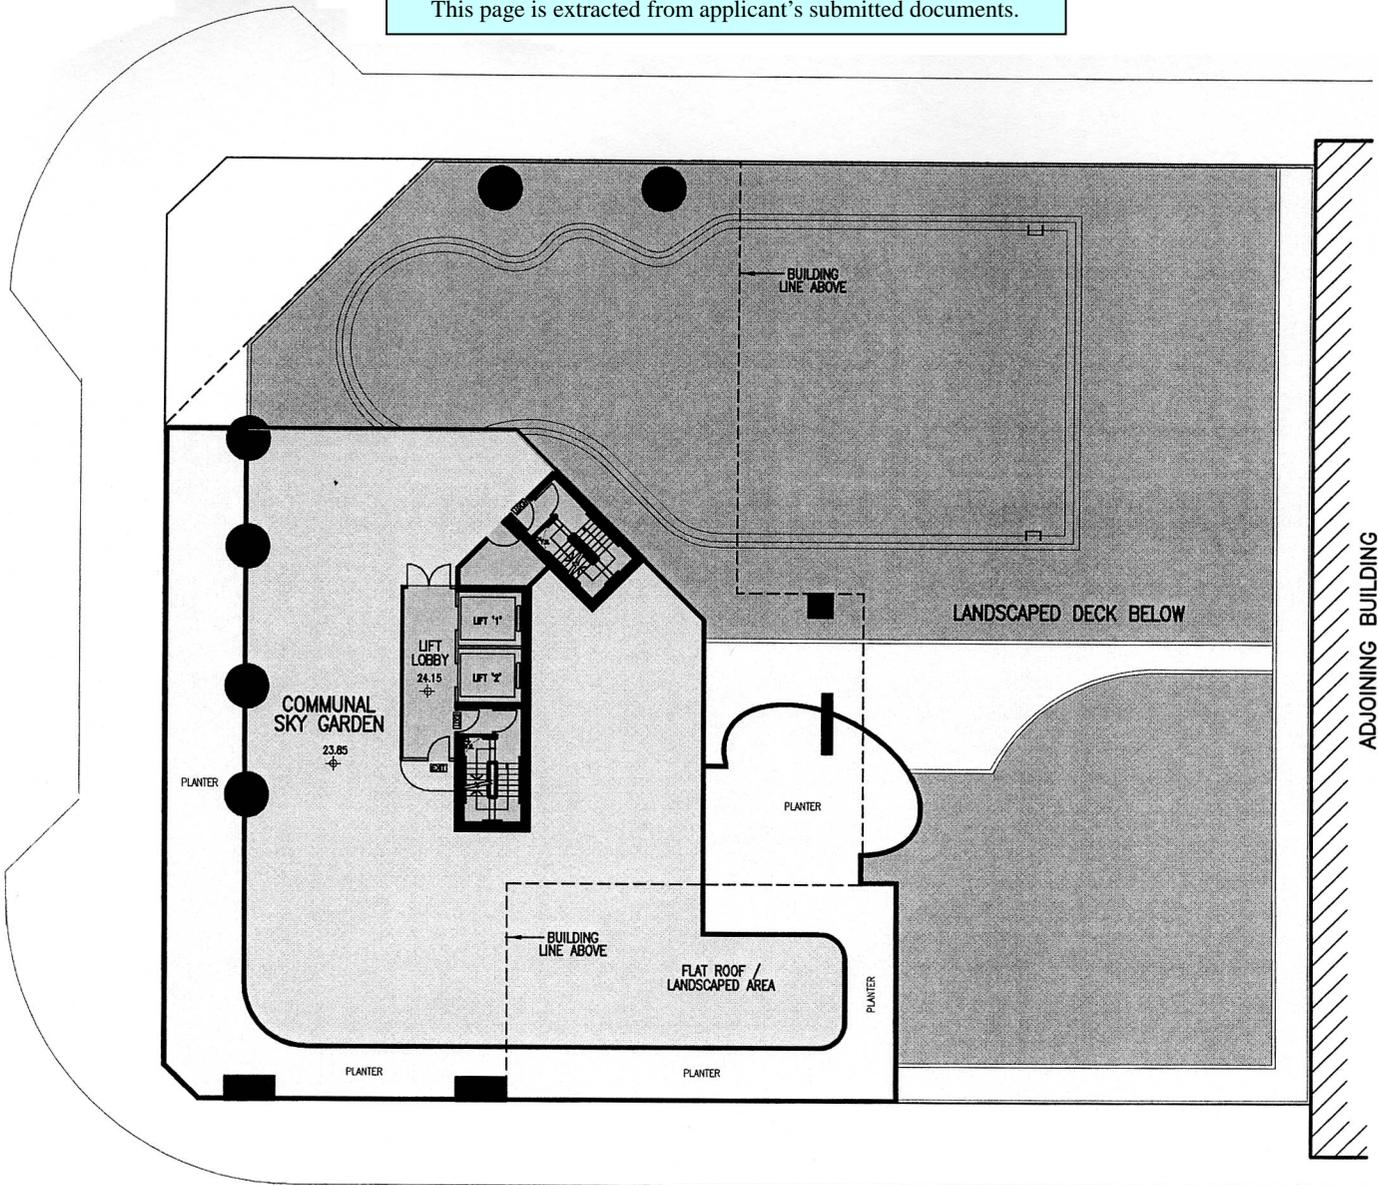 This page is extracted from applicant's submitted documents.
BUILDING
LINE ABOVE
LANDSCAPED DECK BELOW
ADJOINING BUILDING
LIFT '1'
LIFT
LOBBY
24.15
LIFT '2'
COMMUNAL
SKY GARDEN
23.85
PLANTER
EXIT
PLANTER
BUILDING
LINE ABOVE
FLAT ROOF /
LANDSCAPED AREA
PLANTER
PLANTER
PLANTER